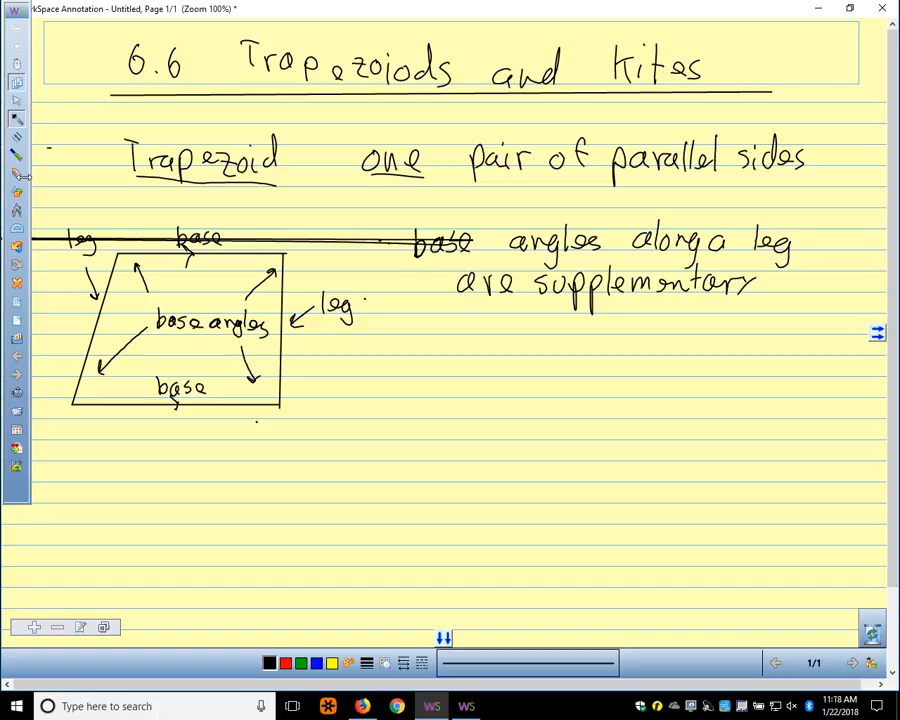 WorkSpace Annotation - Untitled, Page 1/1 (Zoom 100%) *
6.6 Trapezoids and Kites
Trapezoid one pair of parallel sides
leg base
base angles along a leg
are supplementary
leg
base angles
base
1/1
Type here to search
11:18 AM
1/22/2018